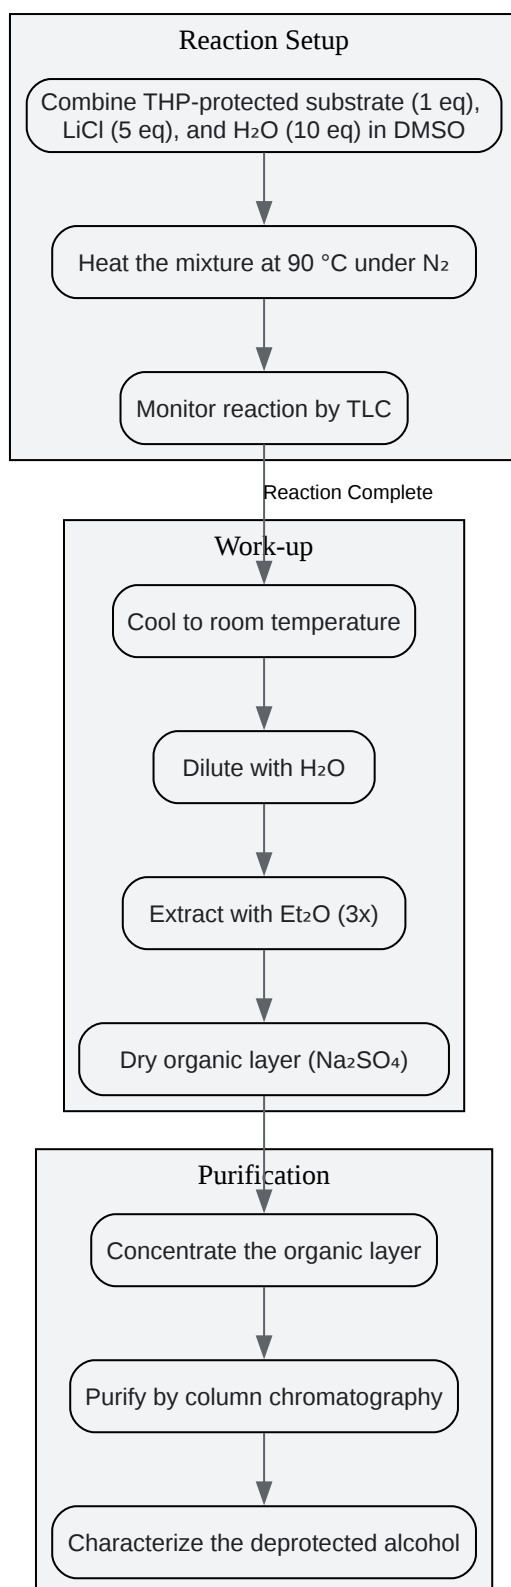 Reaction Setup
Combine THP-protected substrate (1 eq),
LiCl (5 eq), and H₂O (10 eq) in DMSO
Heat the mixture at 90 °C under N₂
Monitor reaction by TLC
Reaction Complete
Work-up
Cool to room temperature
Dilute with H₂O
Extract with Et₂O (3x)
Dry organic layer (Na₂SO₄)
Purification
Concentrate the organic layer
Purify by column chromatography
Characterize the deprotected alcohol